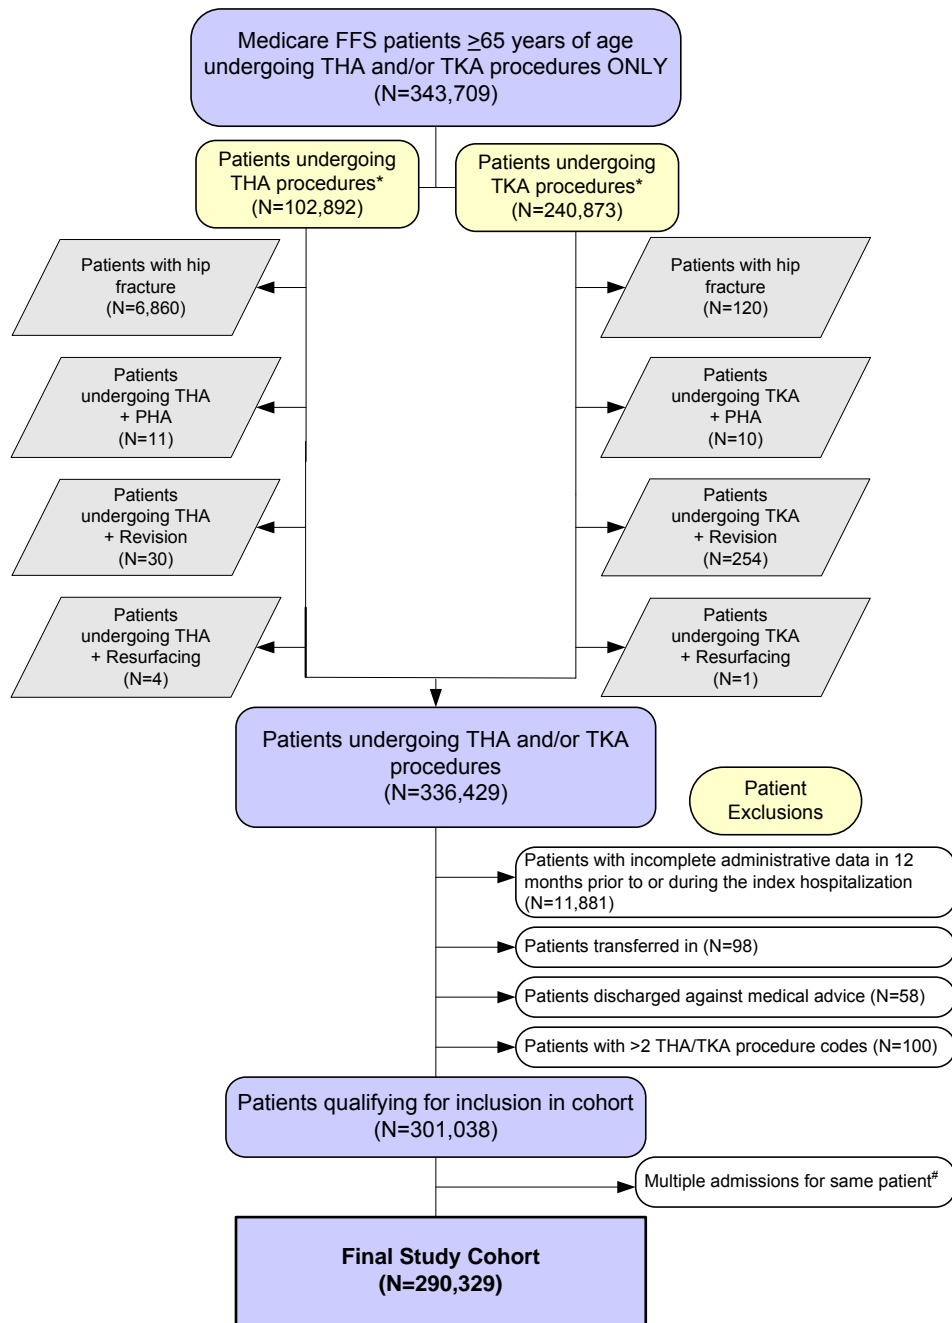 Medicare FFS patients ≥65 years of age
undergoing THA and/or TKA procedures ONLY
(N=343,709)
Patients undergoing
THA procedures*
(N=102,892)
Patients undergoing
TKA procedures*
(N=240,873)
Patients with hip
fracture
(N=6,860)
Patients with hip
fracture
(N=120)
Patients
undergoing THA
+ PHA
(N=11)
Patients
undergoing TKA
+ PHA
(N=10)
Patients
undergoing THA
+ Revision
(N=30)
Patients
undergoing TKA
+ Revision
(N=254)
Patients
undergoing THA
+ Resurfacing
(N=4)
Patients
undergoing TKA
+ Resurfacing
(N=1)
Patients undergoing THA and/or TKA
procedures
(N=336,429)
Patient
Exclusions
Patients with incomplete administrative data in 12
months prior to or during the index hospitalization
(N=11,881)
Patients transferred in (N=98)
Patients discharged against medical advice (N=58)
Patients with >2 THA/TKA procedure codes (N=100)
Patients qualifying for inclusion in cohort
(N=301,038)
Multiple admissions for same patient#
Final Study Cohort
(N=290,329)